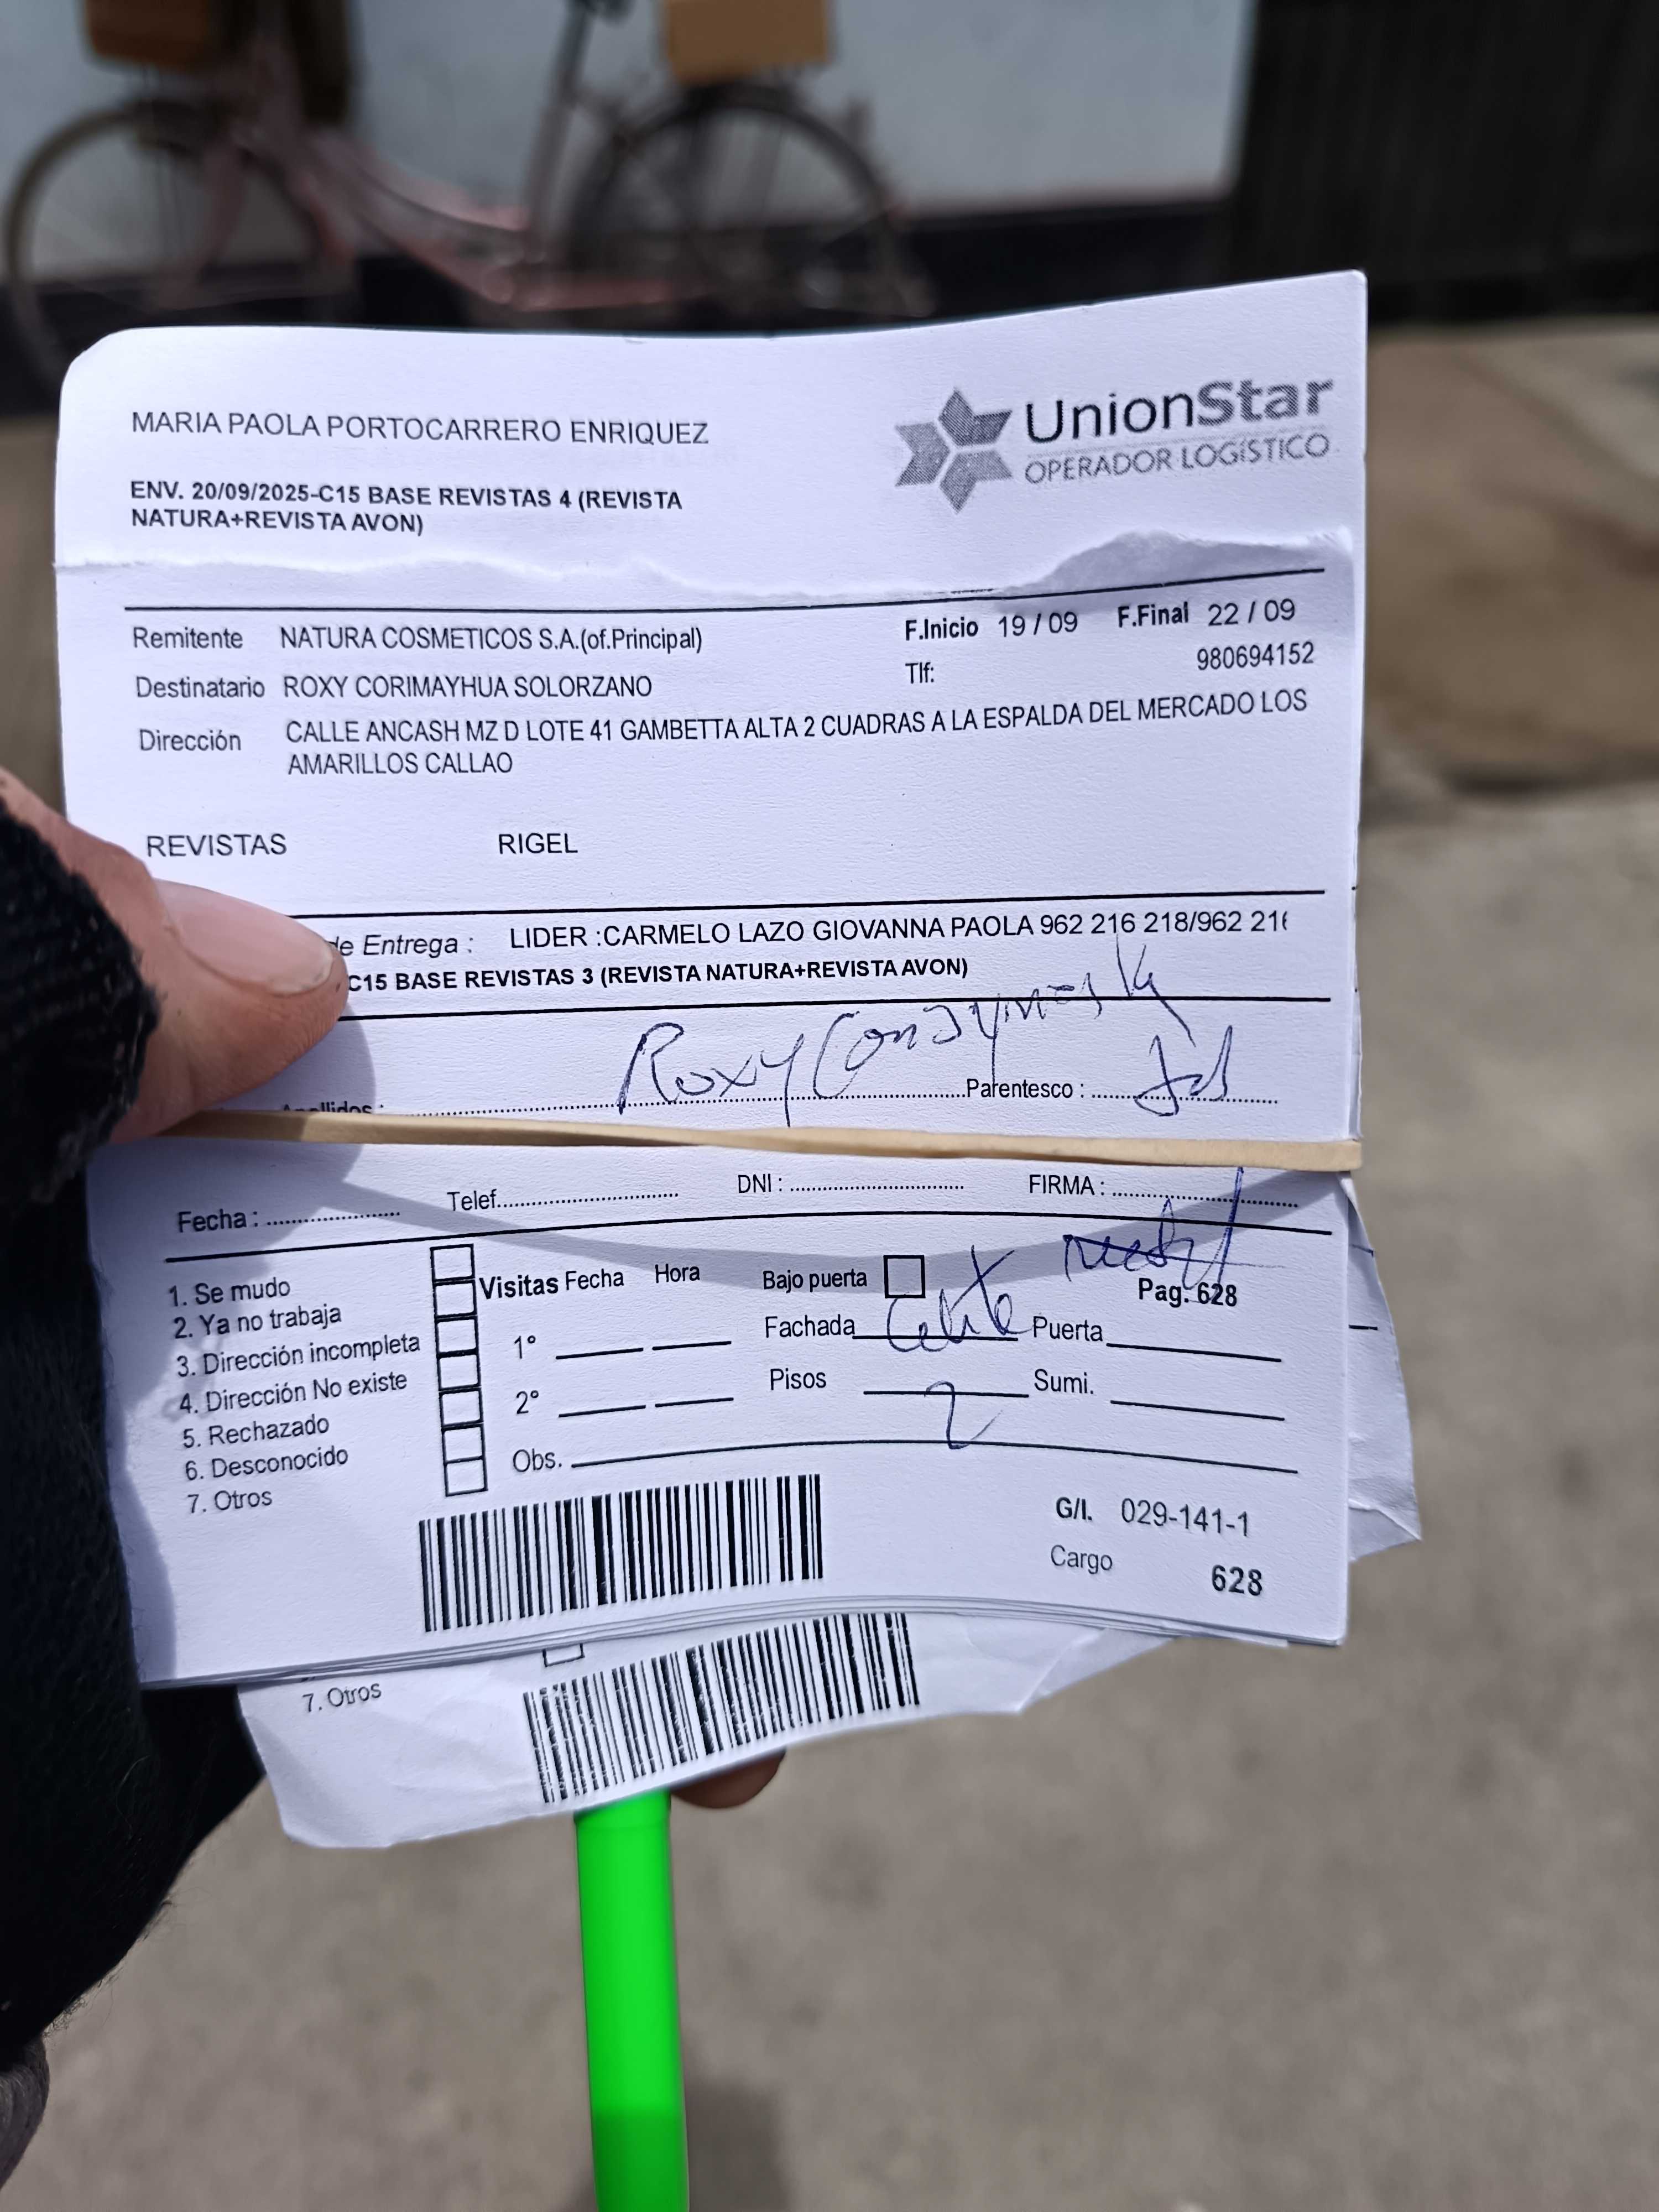 MARIA PAOLA PORTOCARRERO ENRIQUEZ
UnionStar
OPERADOR LOGÍSTICO
ENV. 20/09/2025-C15 BASE REVISTAS 4 (REVISTA
NATURA+REVISTA AVON)
Remitente NATURA COSMETICOS S.A.(of.Principal) F.Inicio 19 / 09 F.Final 22 / 09
Destinatario ROXY CORIMAYHUA SOLORZANO Tlf: 980694152
Dirección CALLE ANCASH MZ D LOTE 41 GAMBETTA ALTA 2 CUADRAS A LA ESPALDA DEL MERCADO LOS
AMARILLOS CALLAO
REVISTAS RIGEL
de Entrega : LIDER :CARMELO LAZO GIOVANNA PAOLA 962 216 218/962 216
C15 BASE REVISTAS 3 (REVISTA NATURA+REVISTA AVON)
Roxy
Apellidos : Parentesco :
Fecha : Telef. DNI : FIRMA :
1. Se mudo
2. Ya no trabaja
3. Dirección incompleta
4. Dirección No existe
5. Rechazado
6. Desconocido
7. Otros
Visitas Fecha Hora
1°
2°
Obs.
Bajo puerta
Pag. 628
Fachada Puerta
Pisos 2 Sumi.
G/I. 029-141-1
Cargo 628
7. Otros